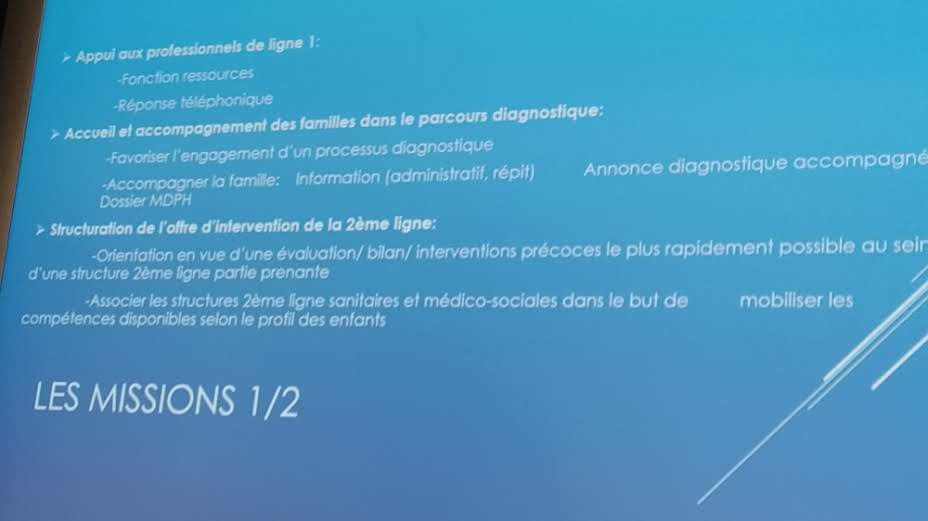 ➢ Appui aux professionnels de ligne 1:
-Fonction ressources
-Réponse téléphonique
➢ Accueil et accompagnement des familles dans le parcours diagnostique:
-Favoriser l'engagement d'un processus diagnostique
-Accompagner la famille: Information (administratif, répit) Annonce diagnostique accompagné
Dossier MDPH
➢ Structuration de l'offre d'intervention de la 2ème ligne:
-Orientation en vue d'une évaluation/ bilan/ interventions précoces le plus rapidement possible au sein
d'une structure 2ème ligne partie prenante
-Associer les structures 2ème ligne sanitaires et médico-sociales dans le but de mobiliser les
compétences disponibles selon le profil des enfants
LES MISSIONS 1/2